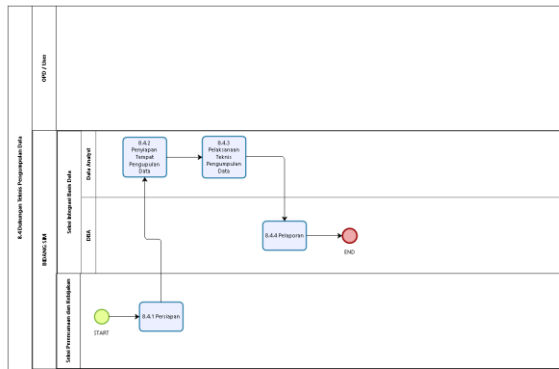 8.4 Dukungan Teknis Pengumpulan Data
OPD / User
BIDANG SIM
Seksi Integrasi Basis Data
Data Analyst
8.4.2
Penyiapan
Tempat
Pengupulan
Data
8.4.3
Pelaksanaan
Teknis
Pengumpulan
Data
DBA
8.4.4 Pelaporan
END
Seksi Perencanaan dan Kebijakan
8.4.1 Persiapan
START